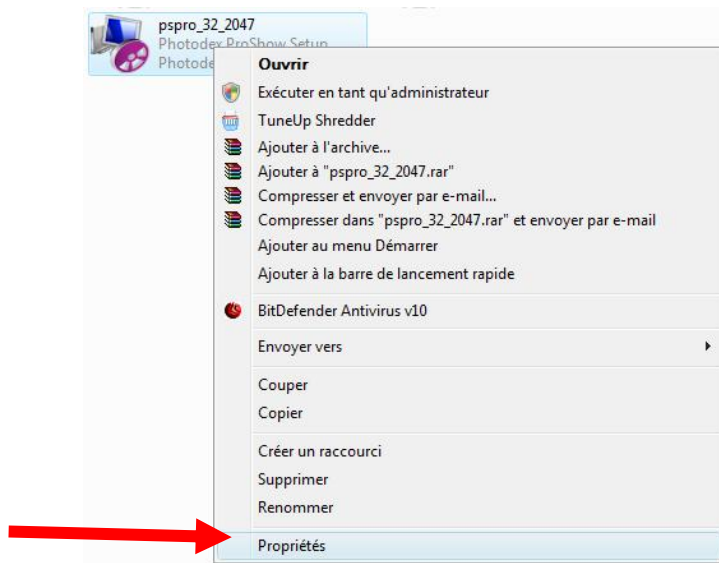 pspro_32_2047
Photodex ProShow Setup
Photode
Ouvrir
Exécuter en tant qu'administrateur
TuneUp Shredder
Ajouter à l'archive...
Ajouter à "pspro_32_2047.rar"
Compresser et envoyer par e-mail...
Compresser dans "pspro_32_2047.rar" et envoyer par e-mail
Ajouter au menu Démarrer
Ajouter à la barre de lancement rapide
BitDefender Antivirus v10
Envoyer vers
Couper
Copier
Créer un raccourci
Supprimer
Renommer
Propriétés